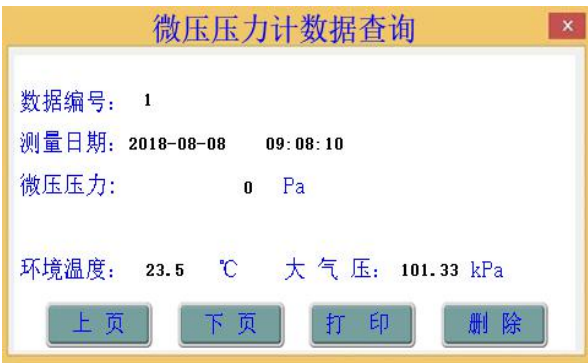 微压压力计数据查询
数据编号: 1
测量日期: 2018-08-08 09:08:10
微压压力: 0 Pa
环境温度: 23.5 ℃ 大气压: 101.33 kPa
上页 下页 打印 删除